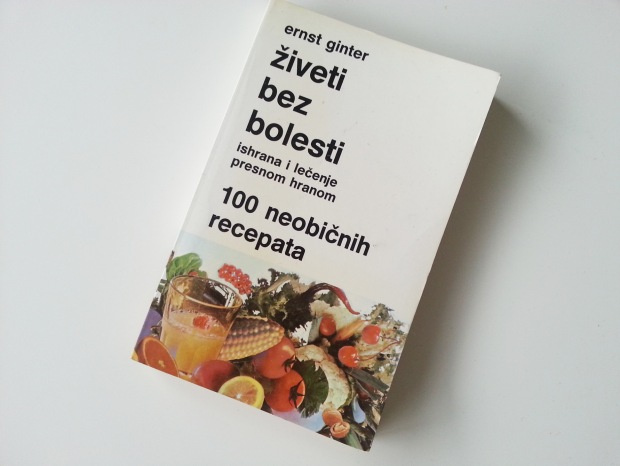 ernst ginter
živeti
bez
bolesti
ishrana i lečenje
presnom hranom
100 neobičnih
recepata